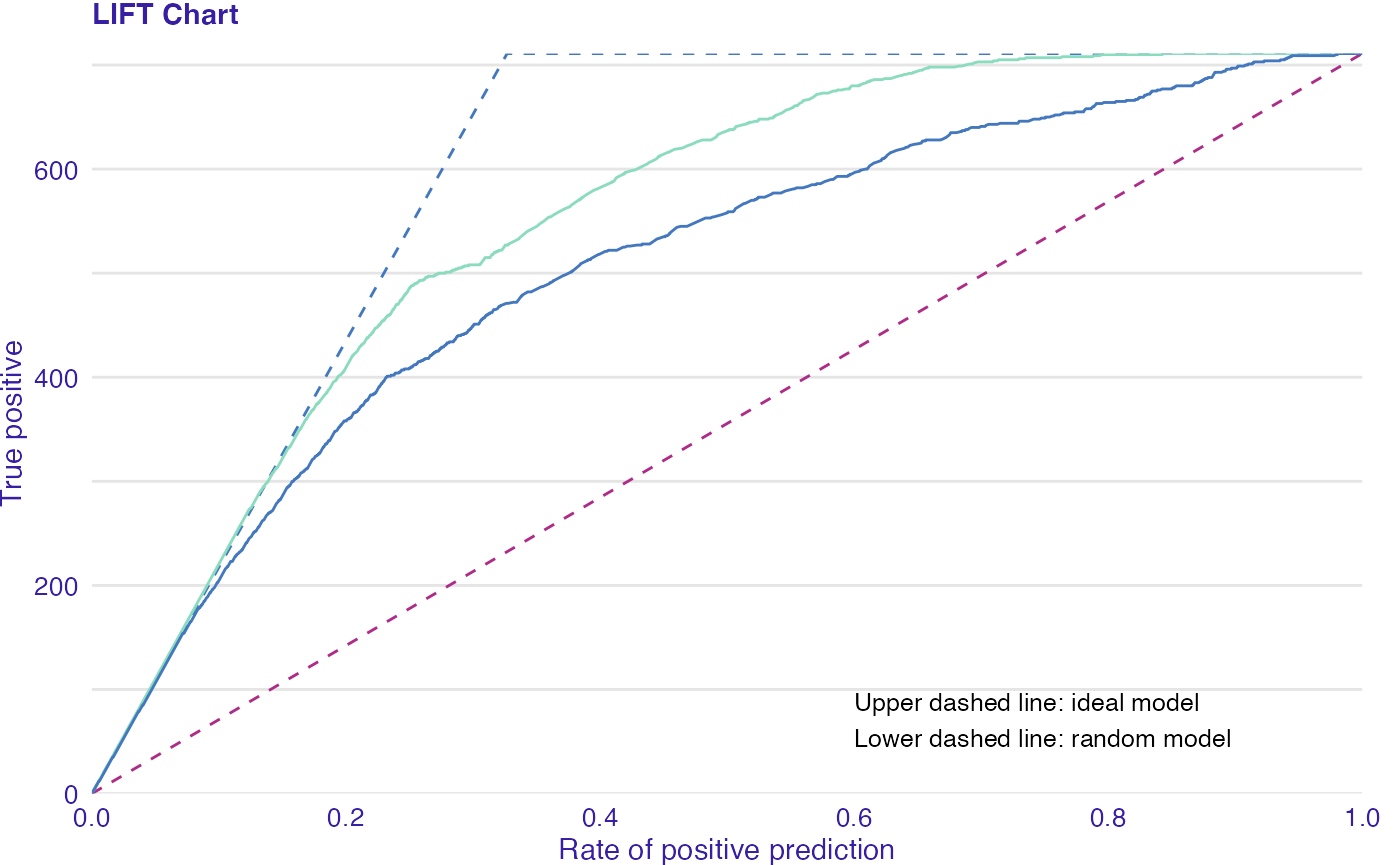 LIFT Chart
True positive
600
400
200
0
0.0 0.2 0.4 0.6 0.8 1.0
Rate of positive prediction
Upper dashed line: ideal model
Lower dashed line: random model